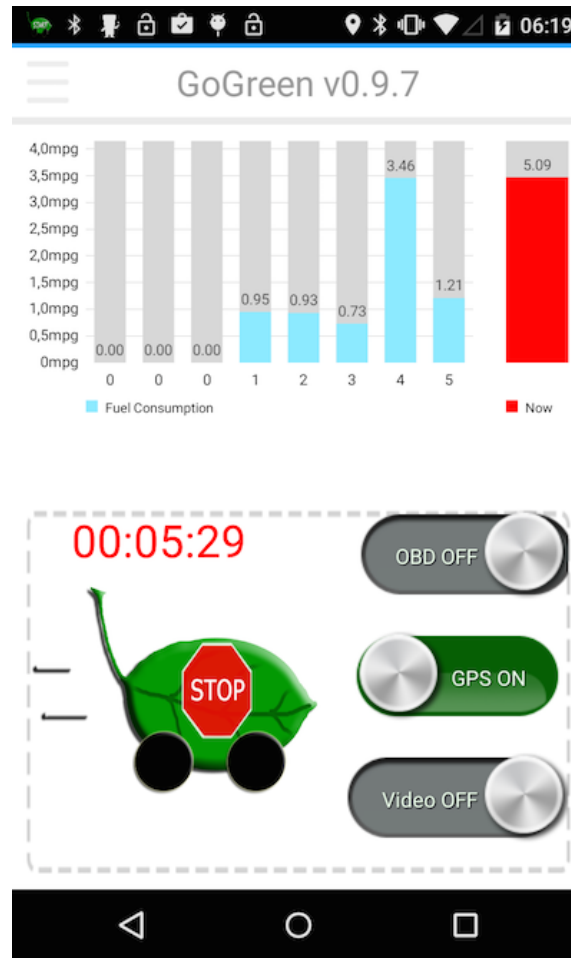 06:19
GoGreen v0.9.7
4,0mpg
3,5mpg
3,0mpg
2,5mpg
2,0mpg
1,5mpg
1,0mpg
0,5mpg
0mpg
0.00 0.00 0.00 0.95 0.93 0.73 3.46 1.21
0 0 0 1 2 3 4 5
Fuel Consumption
5.09
Now
00:05:29
OBD OFF
STOP
GPS ON
Video OFF